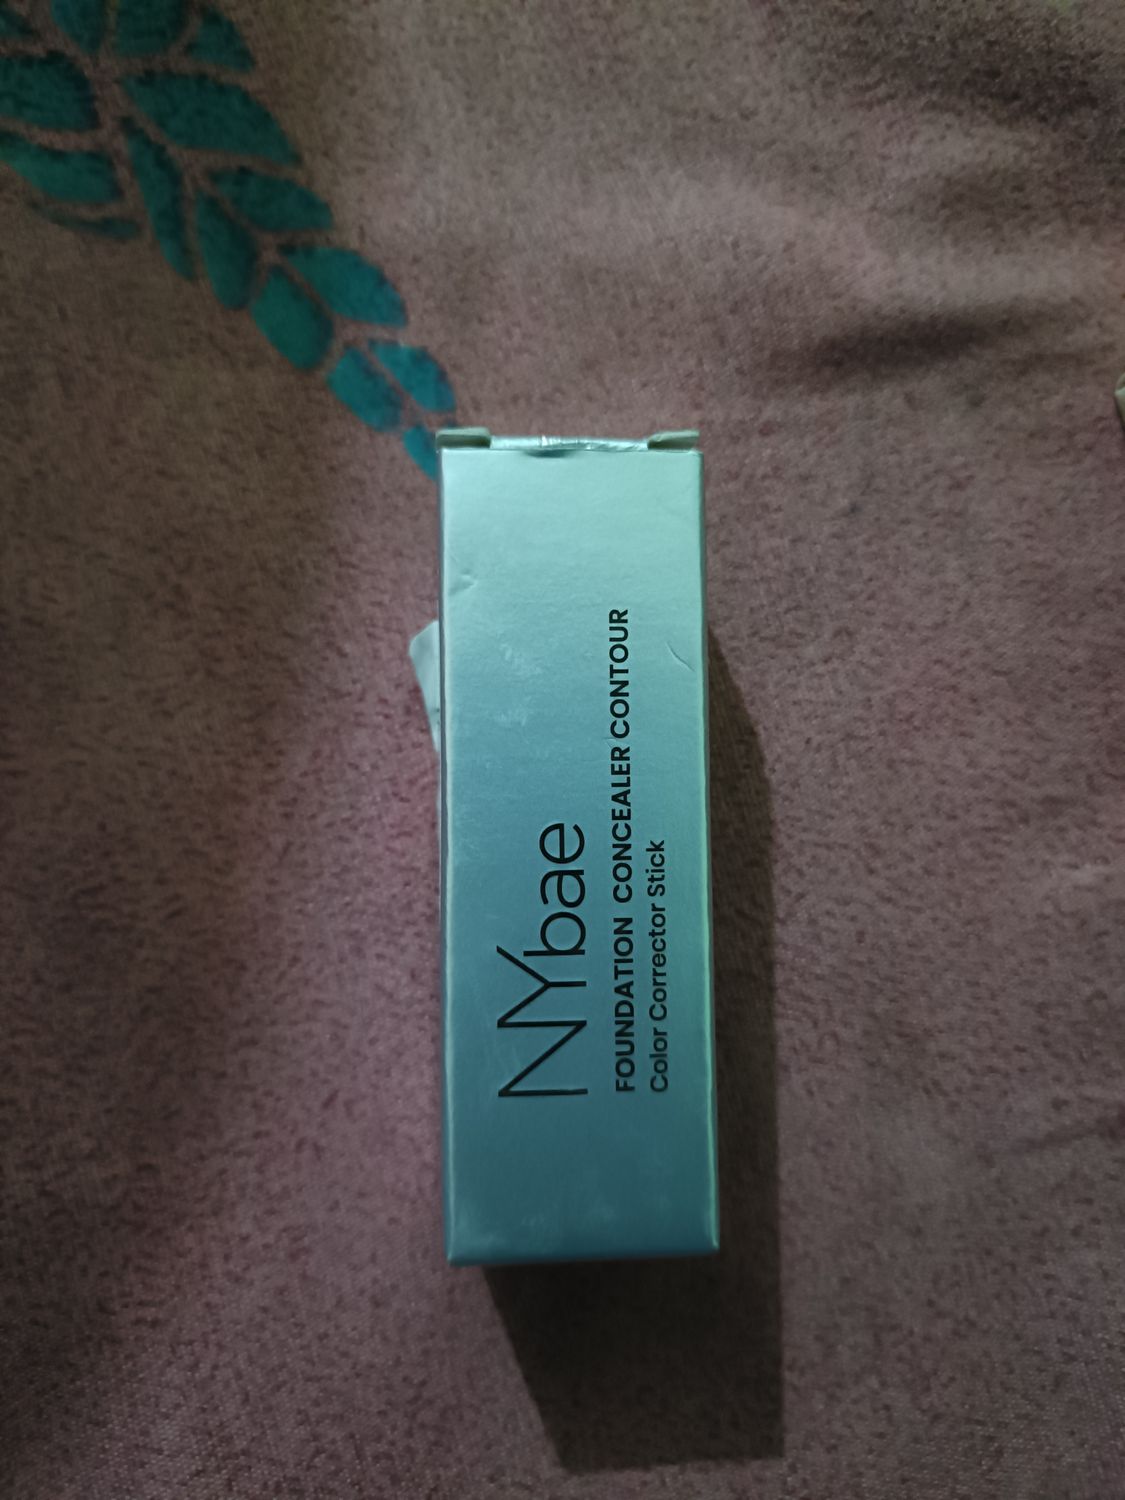 NYbae
FOUNDATION CONCEALER CONTOUR
Color Corrector Stick